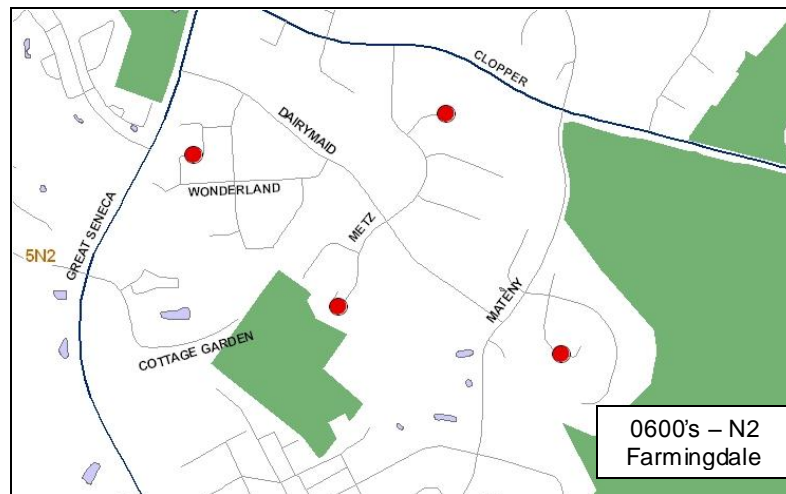 CLOPPER
DAIRYMAID
WONDERLAND
GREAT SENECA
METZ
5N2
MATENY
COTTAGE GARDEN
0600's – N2
Farmingdale